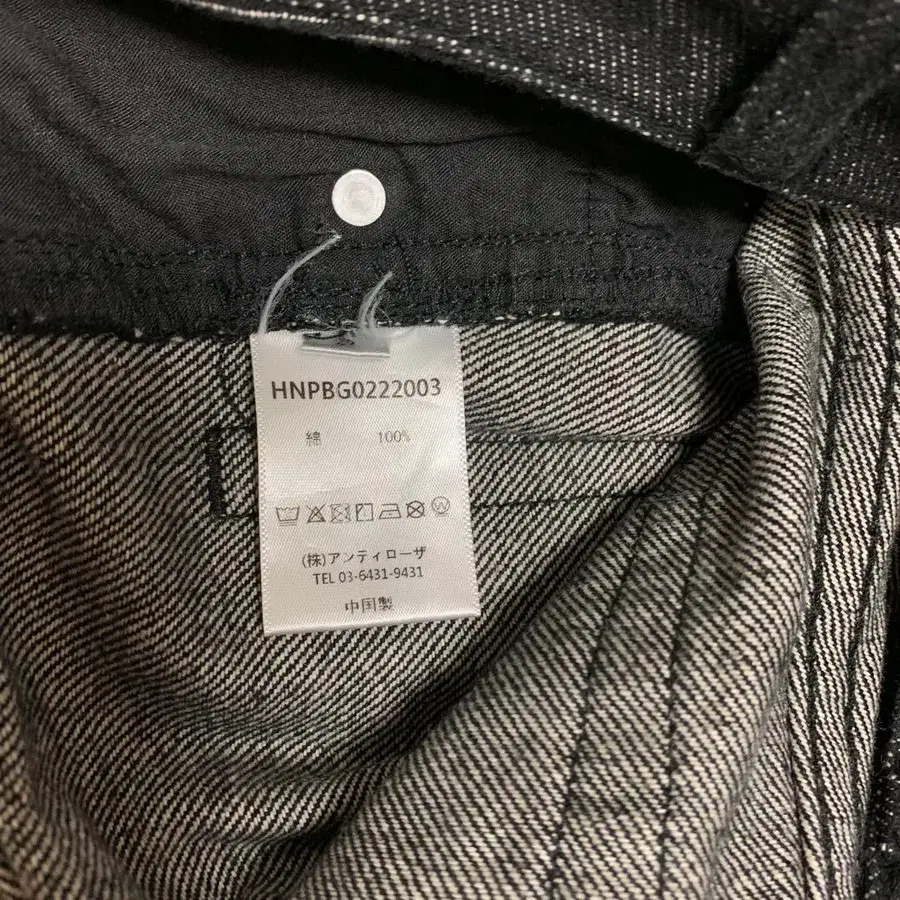 HNPBG0222003
綿 100%
(株)アンティローザ
TEL 03-6431-9431
中国製